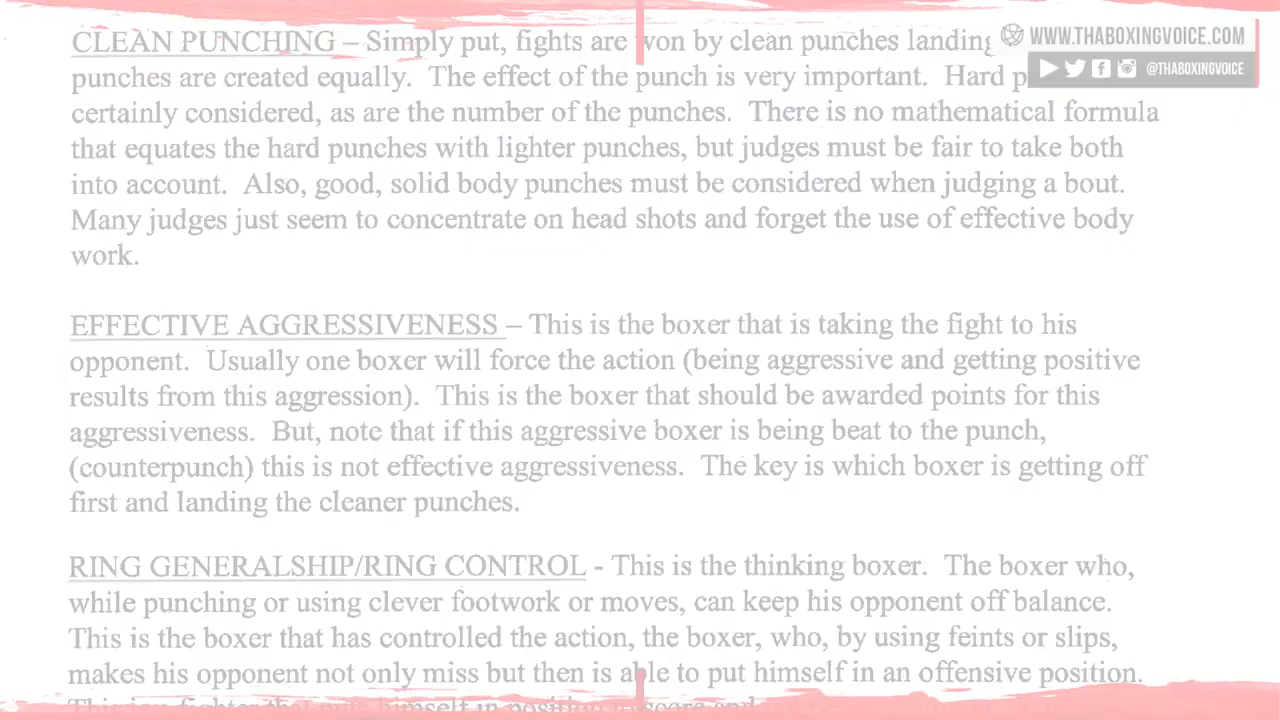 CLEAN PUNCHING – Simply put, fights are won by clean punches landing
WWW.THABOXINGVOICE.COM
punches are created equally. The effect of the punch is very important. Hard
@THABOXINGVOICE
certainly considered, as are the number of the punches. There is no mathematical formula
that equates the hard punches with lighter punches, but judges must be fair to take both
into account. Also, good, solid body punches must be considered when judging a bout.
Many judges just seem to concentrate on head shots and forget the use of effective body
work.
EFFECTIVE AGGRESSIVENESS – This is the boxer that is taking the fight to his
opponent. Usually one boxer will force the action (being aggressive and getting positive
results from this aggression). This is the boxer that should be awarded points for this
aggressiveness. But, note that if this aggressive boxer is being beat to the punch,
(counterpunch) this is not effective aggressiveness. The key is which boxer is getting off
first and landing the cleaner punches.
RING GENERALSHIP/RING CONTROL - This is the thinking boxer. The boxer who,
while punching or using clever footwork or moves, can keep his opponent off balance.
This is the boxer that has controlled the action, the boxer, who, by using feints or slips,
makes his opponent not only miss but then is able to put himself in an offensive position.
himself in position